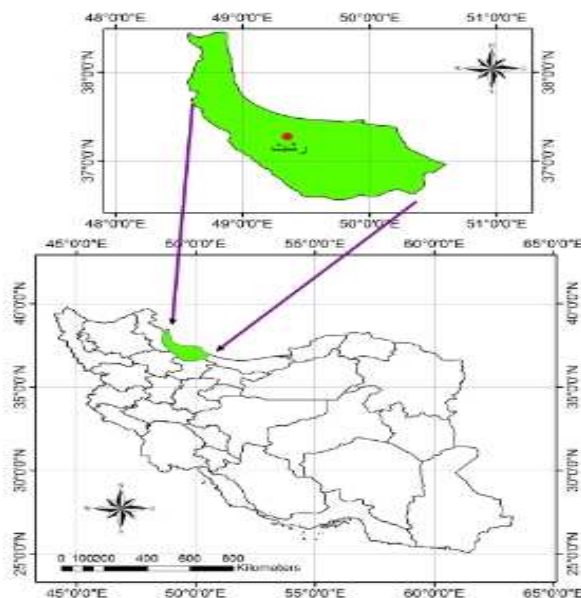 48°0'0"E 49°0'0"E 50°0'0"E 51°0'0"E
38°0'0"N 38°0'0"N
رشت
37°0'0"N 37°0'0"N
48°0'0"E 49°0'0"E 50°0'0"E 51°0'0"E
45°0'0"E 50°0'0"E 55°0'0"E 60°0'0"E 65°0'0"E
40°0'0"N 40°0'0"N
35°0'0"N 35°0'0"N
30°0'0"N 30°0'0"N
25°0'0"N 25°0'0"N
0 100200 400 600 800
Kilometers
45°0'0"E 50°0'0"E 55°0'0"E 60°0'0"E 65°0'0"E